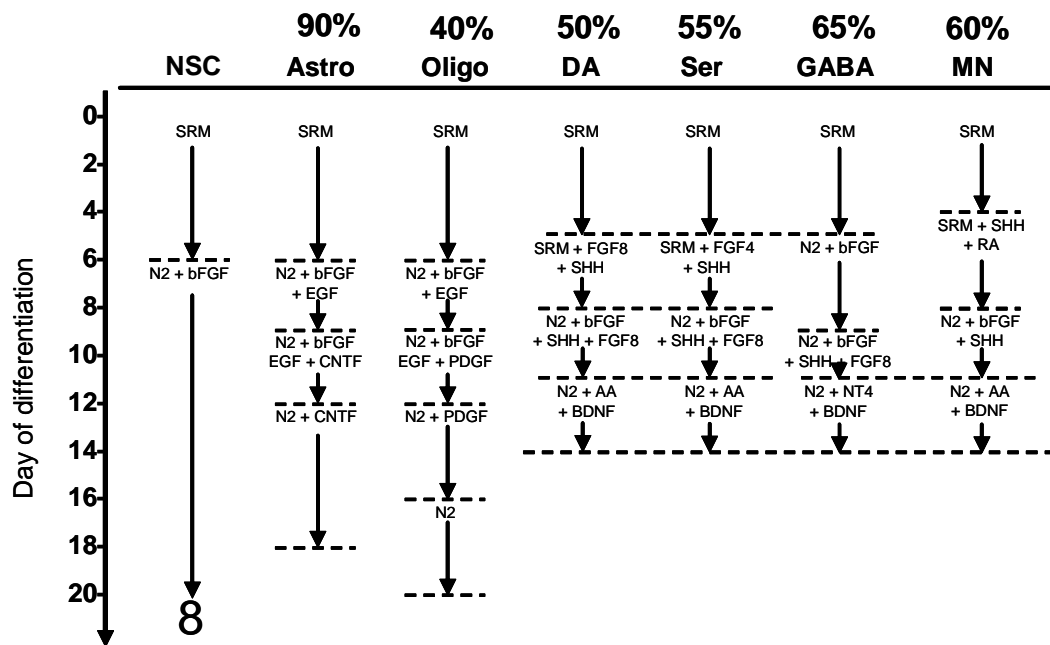 90% 40% 50% 55% 65% 60%
NSC Astro Oligo DA Ser GABA MN
Day of differentiation
0
2
4
6
8
10
12
14
16
18
20
SRM
N2 + bFGF
8
SRM
N2 + bFGF
+ EGF
N2 + bFGF
EGF + CNTF
N2 + CNTF
SRM
N2 + bFGF
+ EGF
N2 + bFGF
EGF + PDGF
N2 + PDGF
N2
SRM
SRM + FGF8
+ SHH
N2 + bFGF
+ SHH + FGF8
N2 + AA
+ BDNF
SRM
SRM + FGF4
+ SHH
N2 + bFGF
+ SHH + FGF8
N2 + AA
+ BDNF
SRM
N2 + bFGF
N2 + bFGF
+ SHH + FGF8
N2 + NT4
+ BDNF
SRM
SRM + SHH
+ RA
N2 + bFGF
+ SHH
N2 + AA
+ BDNF